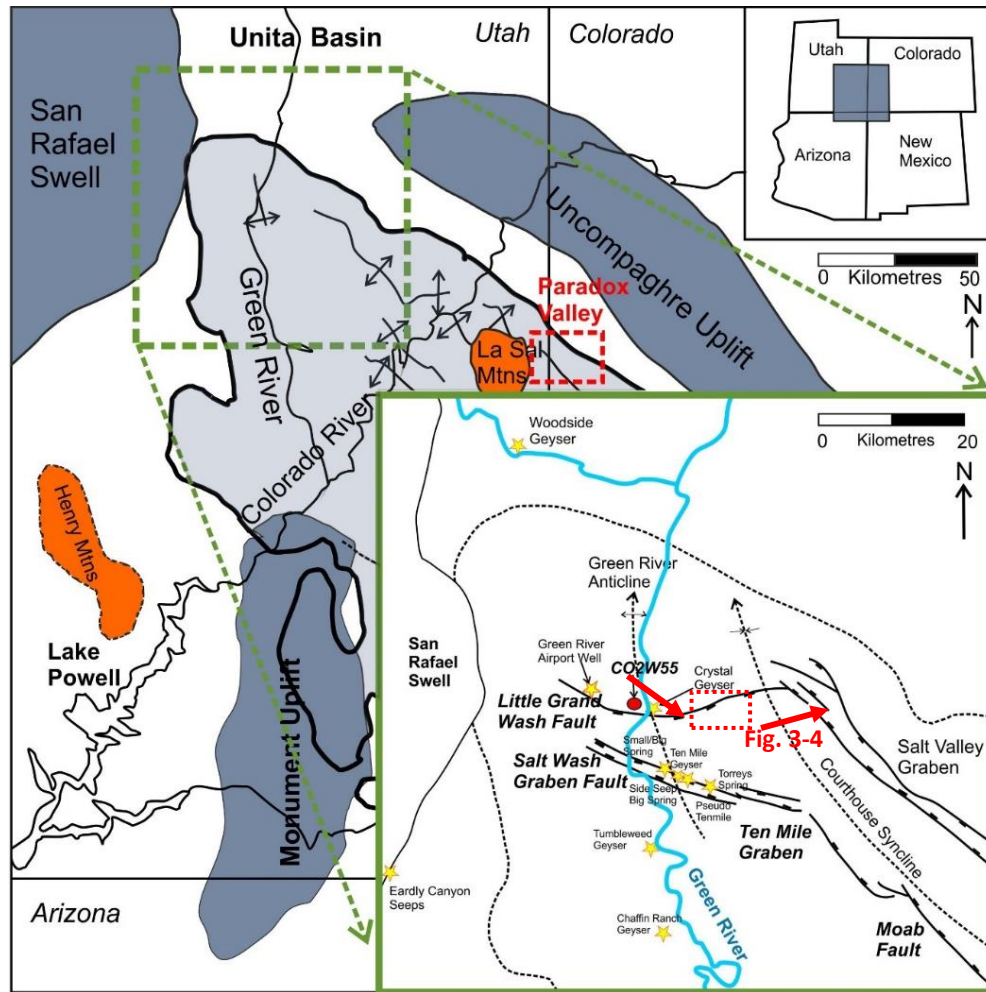 Unita Basin
Utah
Colorado
San
Rafael
Swell
Uncompaghre Uplift
Green River
Paradox
Valley
La Sal
Mtns
Colorado River
Henry Mtns
Lake
Powell
Monument Uplift
Arizona
Utah
Colorado
Arizona
New
Mexico
0
50
Kilometres
N
Woodside
Geyser
0
20
Kilometres
N
Green River
Anticline
San
Rafael
Swell
Green River
Airport Well
CO2W55
Crystal
Geyser
Little Grand
Wash Fault
Fig. 3-4
Small/Big
Spring
Ten Mile
Geyser
Torreys
Spring
Salt Wash
Graben Fault
Side Seep
Big Spring
Pseudo
Tenmile
Salt Valley
Graben
Courthouse Syncline
Ten Mile
Graben
Tumbleweed
Geyser
Green River
Eardly Canyon
Seeps
Chaffin Ranch
Geyser
Moab
Fault